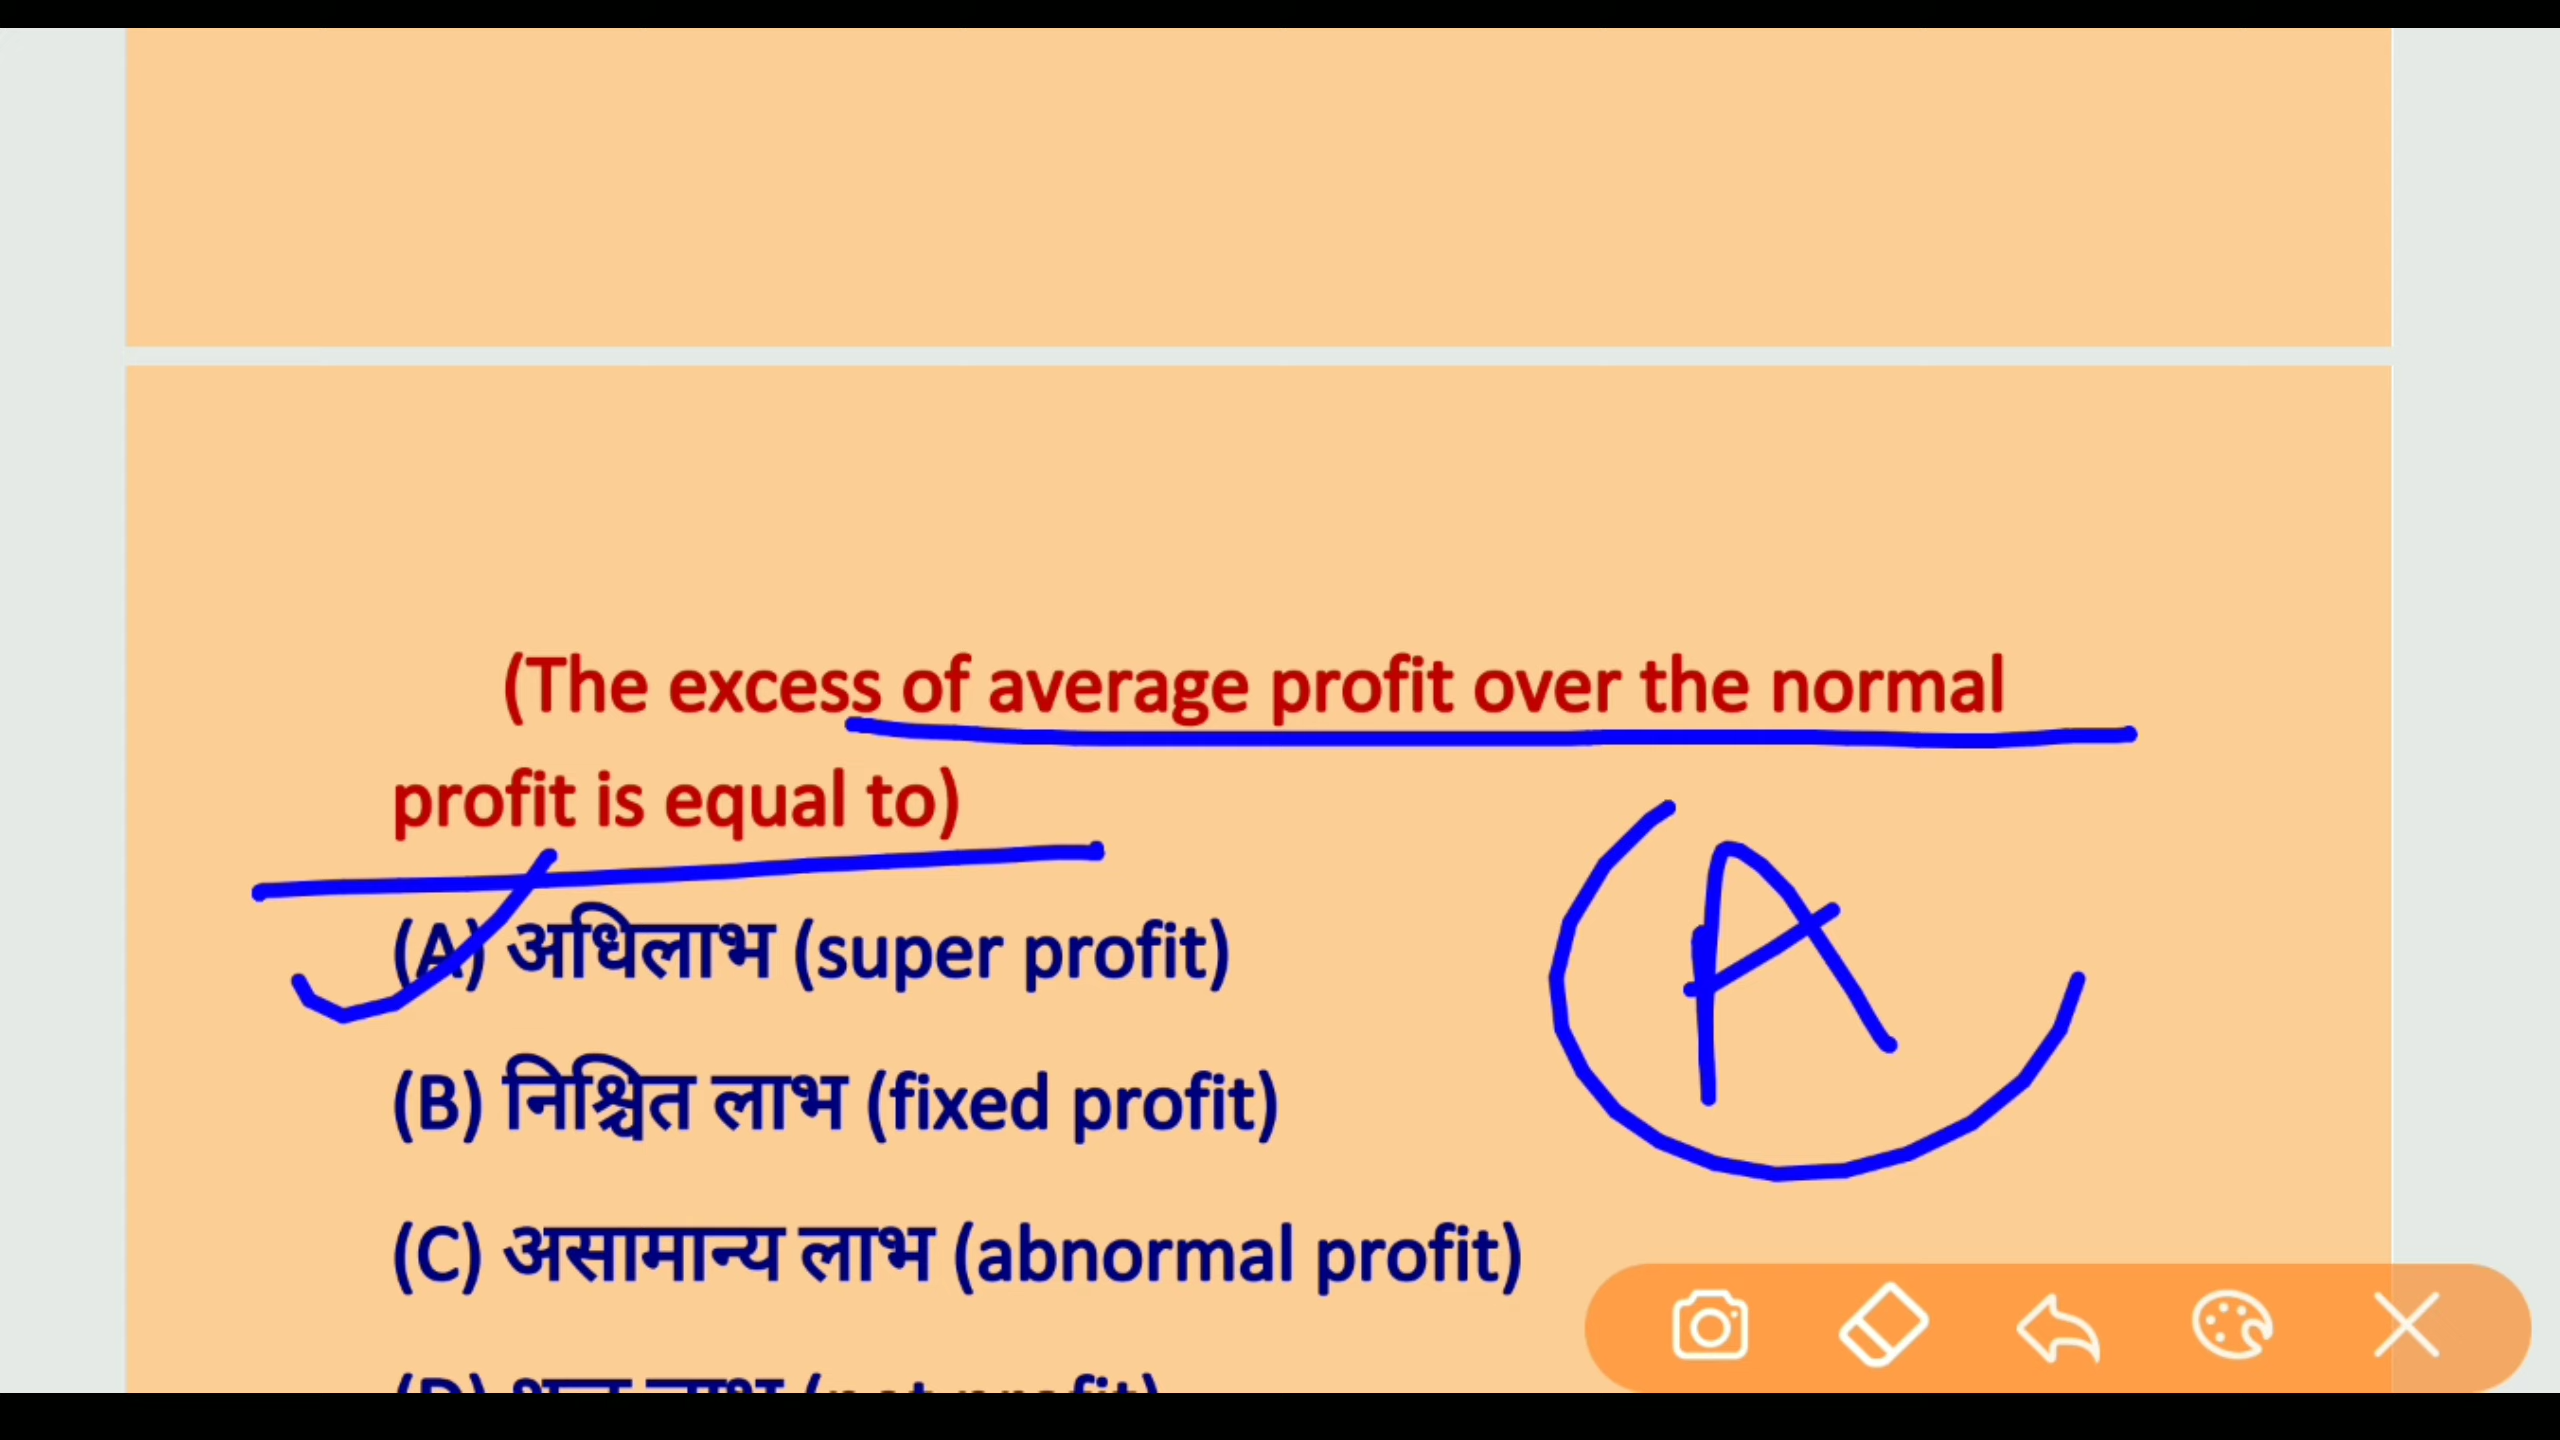 (The excess of average profit over the normal
profit is equal to)
(A) अधिलाभ (super profit)
A
(B) निश्चित लाभ (fixed profit)
(C) असामान्य लाभ (abnormal profit)
(D) लाभ profit)